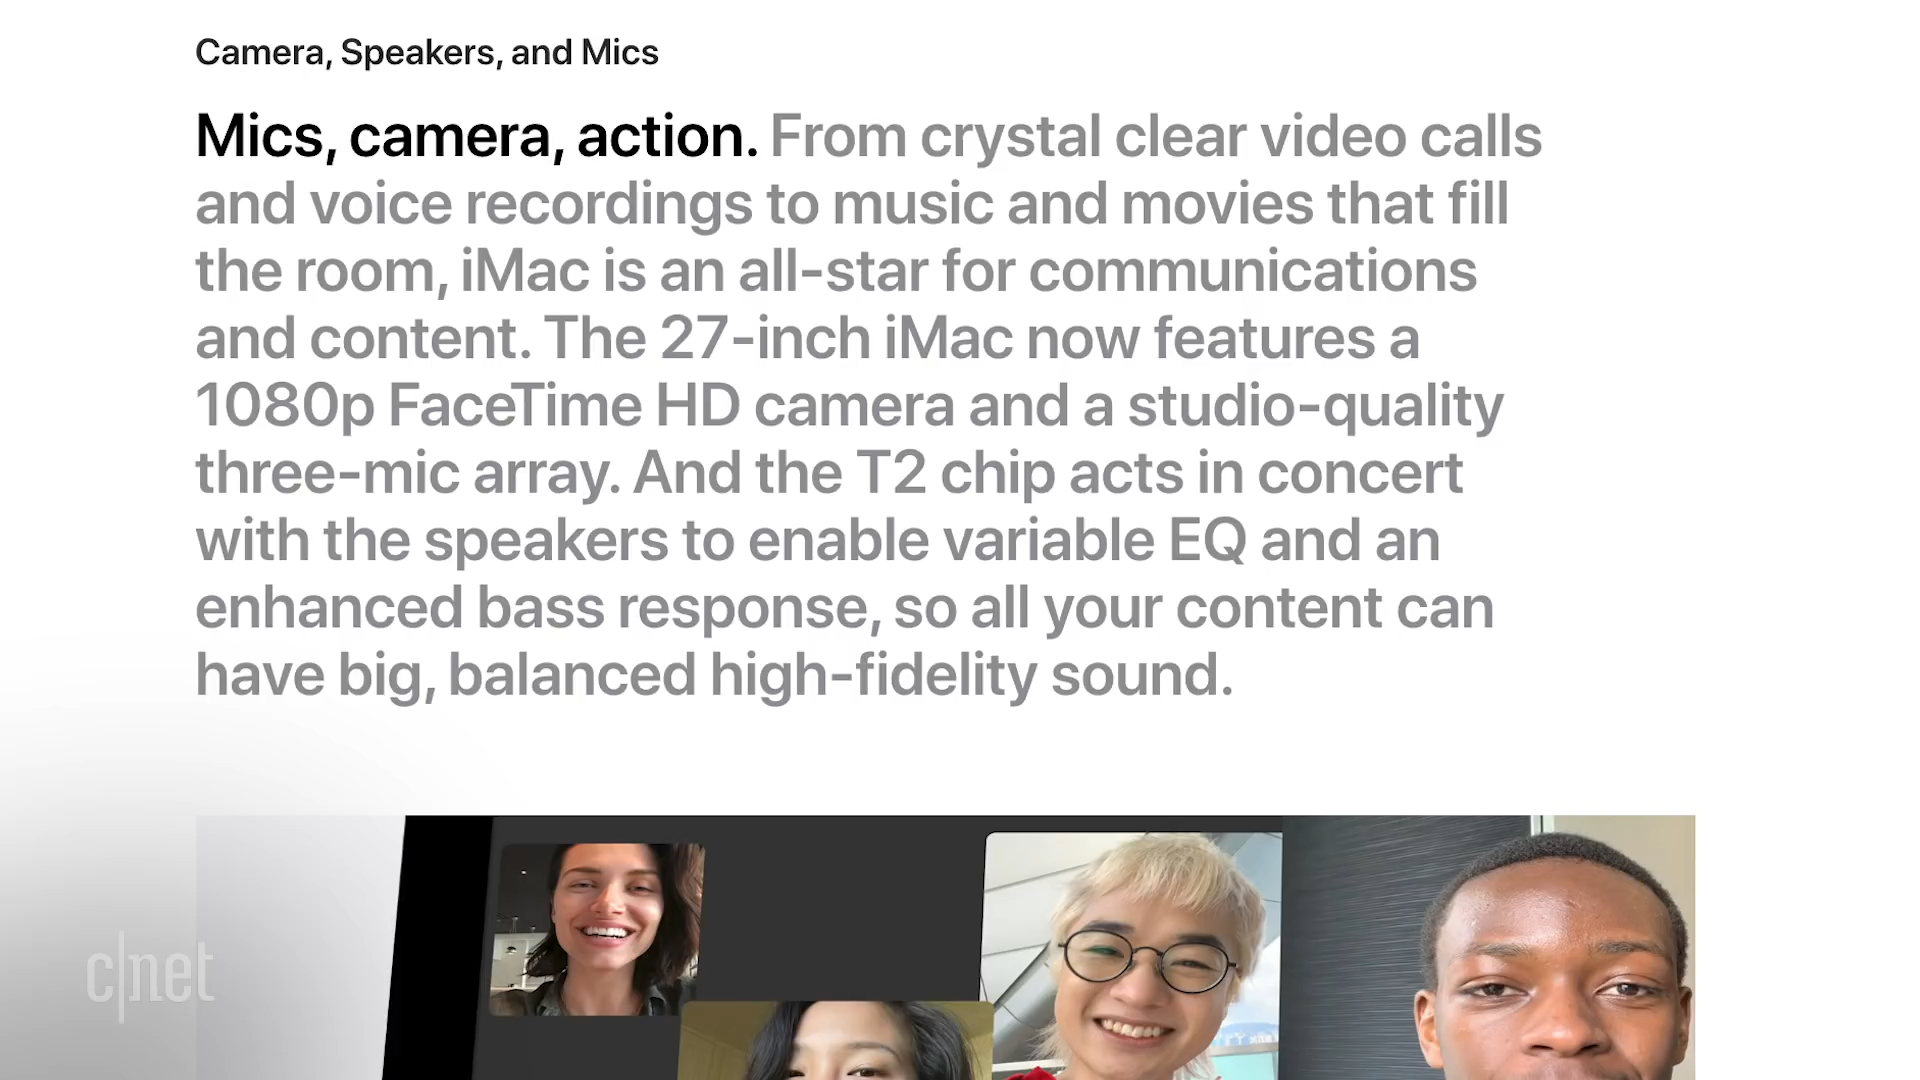 Camera, Speakers, and Mics
Mics, camera, action. From crystal clear video calls
and voice recordings to music and movies that fill
the room, iMac is an all-star for communications
and content. The 27-inch iMac now features a
1080p FaceTime HD camera and a studio-quality
three-mic array. And the T2 chip acts in concert
with the speakers to enable variable EQ and an
enhanced bass response, so all your content can
have big, balanced high-fidelity sound.
c|net